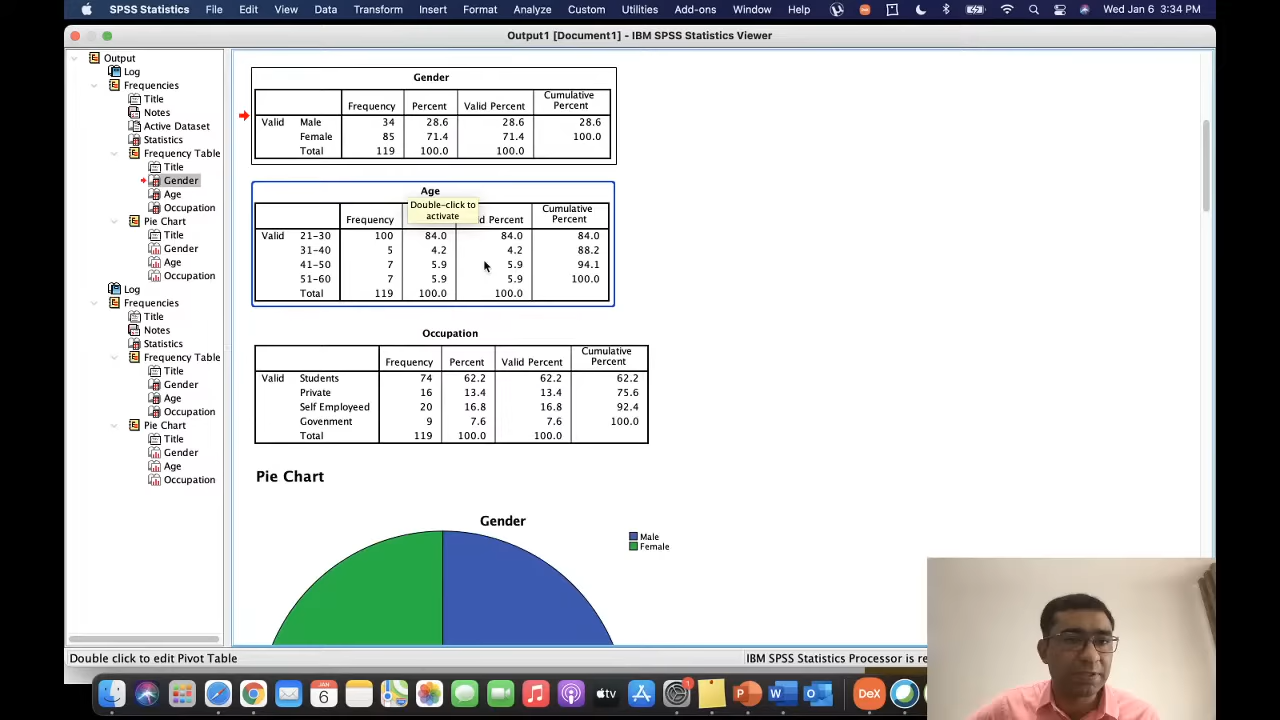 SPSS Statistics File Edit View Data Transform Insert Format Analyze Custom Utilities Add-ons Window Help Wed Jan 6 3:34 PM
Output1 [Document1] - IBM SPSS Statistics Viewer
Output
Log
Frequencies
Title
Notes
Active Dataset
Statistics
Frequency Table
Title
Gender
Age
Occupation
Pie Chart
Title
Gender
Age
Occupation
Log
Frequencies
Title
Notes
Statistics
Frequency Table
Title
Gender
Age
Occupation
Pie Chart
Title
Gender
Age
Occupation
Gender
Frequency Percent Valid Percent Cumulative Percent
Valid Male 34 28.6 28.6 28.6
Female 85 71.4 71.4 100.0
Total 119 100.0 100.0
Age
Double-click to
activate
Frequency Percent Cumulative Percent
Valid 21-30 100 84.0 84.0 84.0
31-40 5 4.2 4.2 88.2
41-50 7 5.9 5.9 94.1
51-60 7 5.9 5.9 100.0
Total 119 100.0 100.0
Occupation
Frequency Percent Valid Percent Cumulative Percent
Valid Students 74 62.2 62.2 62.2
Private 16 13.4 13.4 75.6
Self Employeed 20 16.8 16.8 92.4
Govenment 9 7.6 7.6 100.0
Total 119 100.0 100.0
Pie Chart
Gender
Male
Female
Double click to edit Pivot Table IBM SPSS Statistics Processor is re
JAN
6
1
tv
P
W
O
DeX